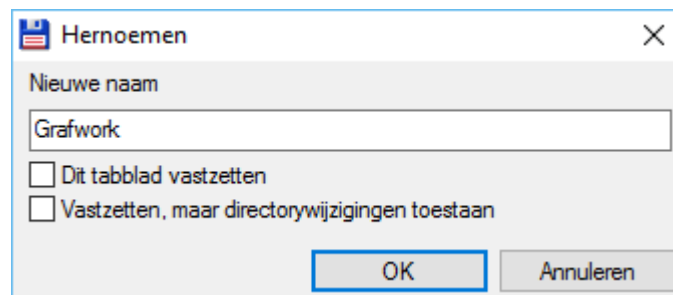 Hernoemen
Nieuwe naam
Grafwork
Dit tabblad vastzetten
Vastzetten, maar directorywijzigingen toestaan
OK
Annuleren